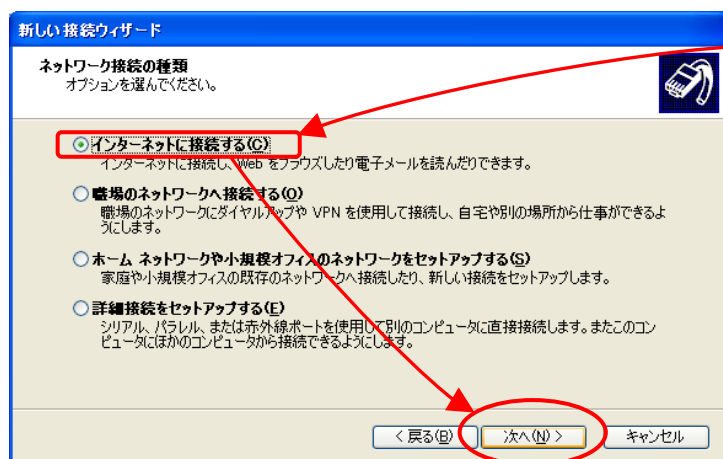 新しい接続ウィザード
ネットワーク接続の種類
オプションを選んでください。
インターネットに接続する(C)
インターネットに接続し、Web をブラウズしたり電子メールを読んだりできます。
職場のネットワークへ接続する(O)
職場のネットワークにダイヤルアップや VPN を使用して接続し、自宅や別の場所から仕事ができるよ
うにします。
ホーム ネットワークや小規模オフィスのネットワークをセットアップする(S)
家庭や小規模オフィスの既存のネットワークへ接続したり、新しい接続をセットアップします。
詳細接続をセットアップする(E)
シリアル、パラレル、または赤外線ポートを使用して別のコンピュータに直接接続します。またこのコン
ピュータにほかのコンピュータから接続できるようにします。
< 戻る(B) 次へ(N) > キャンセル